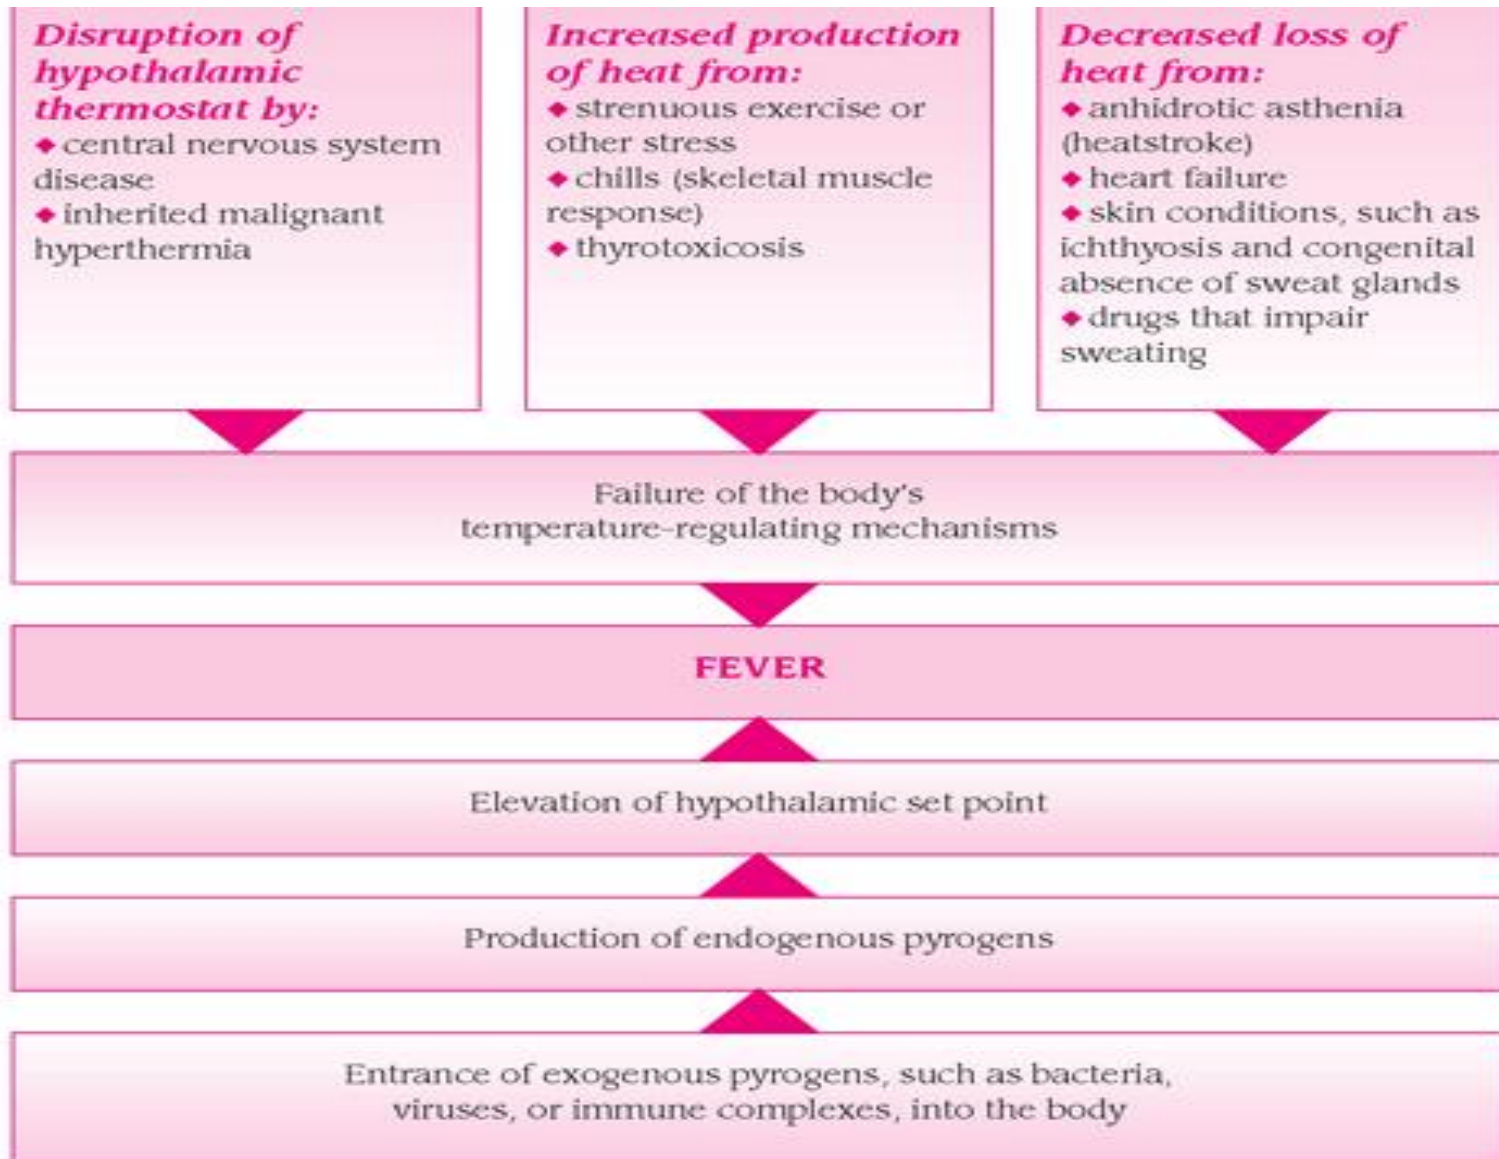 Disruption of
hypothalamic
thermostat by:
◆ central nervous system
disease
◆ inherited malignant
hyperthermia
Increased production
of heat from:
◆ strenuous exercise or
other stress
◆ chills (skeletal muscle
response)
◆ thyrotoxicosis
Decreased loss of
heat from:
◆ anhidrotic asthenia
(heatstroke)
◆ heart failure
◆ skin conditions, such as
ichthyosis and congenital
absence of sweat glands
◆ drugs that impair
sweating
Failure of the body's
temperature-regulating mechanisms
FEVER
Elevation of hypothalamic set point
Production of endogenous pyrogens
Entrance of exogenous pyrogens, such as bacteria,
viruses, or immune complexes, into the body